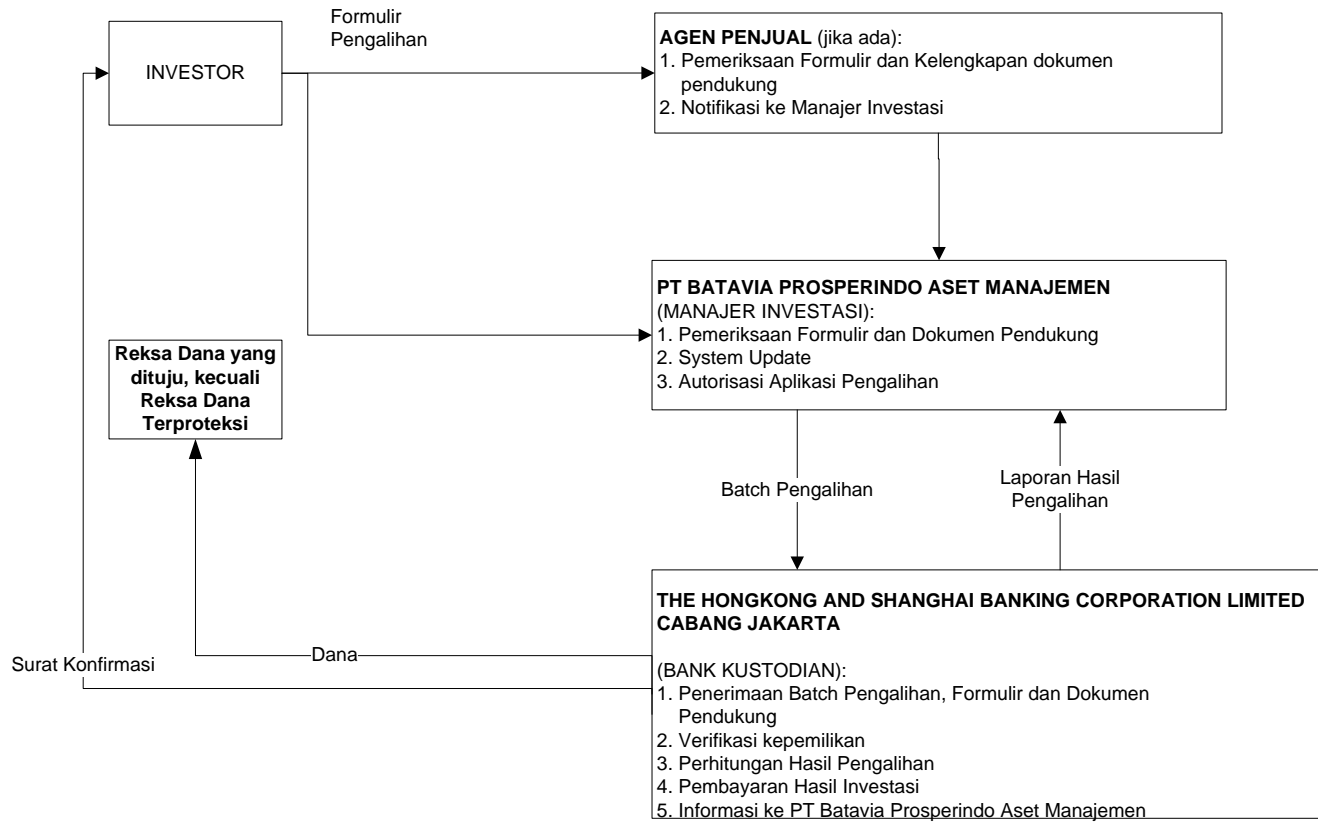 Formulir
Pengalihan
INVESTOR
AGEN PENJUAL (jika ada):
1. Pemeriksaan Formulir dan Kelengkapan dokumen
pendukung
2. Notifikasi ke Manajer Investasi
PT BATAVIA PROSPERINDO ASET MANAJEMEN
(MANAJER INVESTASI):
1. Pemeriksaan Formulir dan Dokumen Pendukung
2. System Update
3. Autorisasi Aplikasi Pengalihan
Reksa Dana yang
dituju, kecuali
Reksa Dana
Terproteksi
Batch Pengalihan
Laporan Hasil
Pengalihan
THE HONGKONG AND SHANGHAI BANKING CORPORATION LIMITED
CABANG JAKARTA
(BANK KUSTODIAN):
1. Penerimaan Batch Pengalihan, Formulir dan Dokumen
Pendukung
2. Verifikasi kepemilikan
3. Perhitungan Hasil Pengalihan
4. Pembayaran Hasil Investasi
5. Informasi ke PT Batavia Prosperindo Aset Manajemen
Dana
Surat Konfirmasi